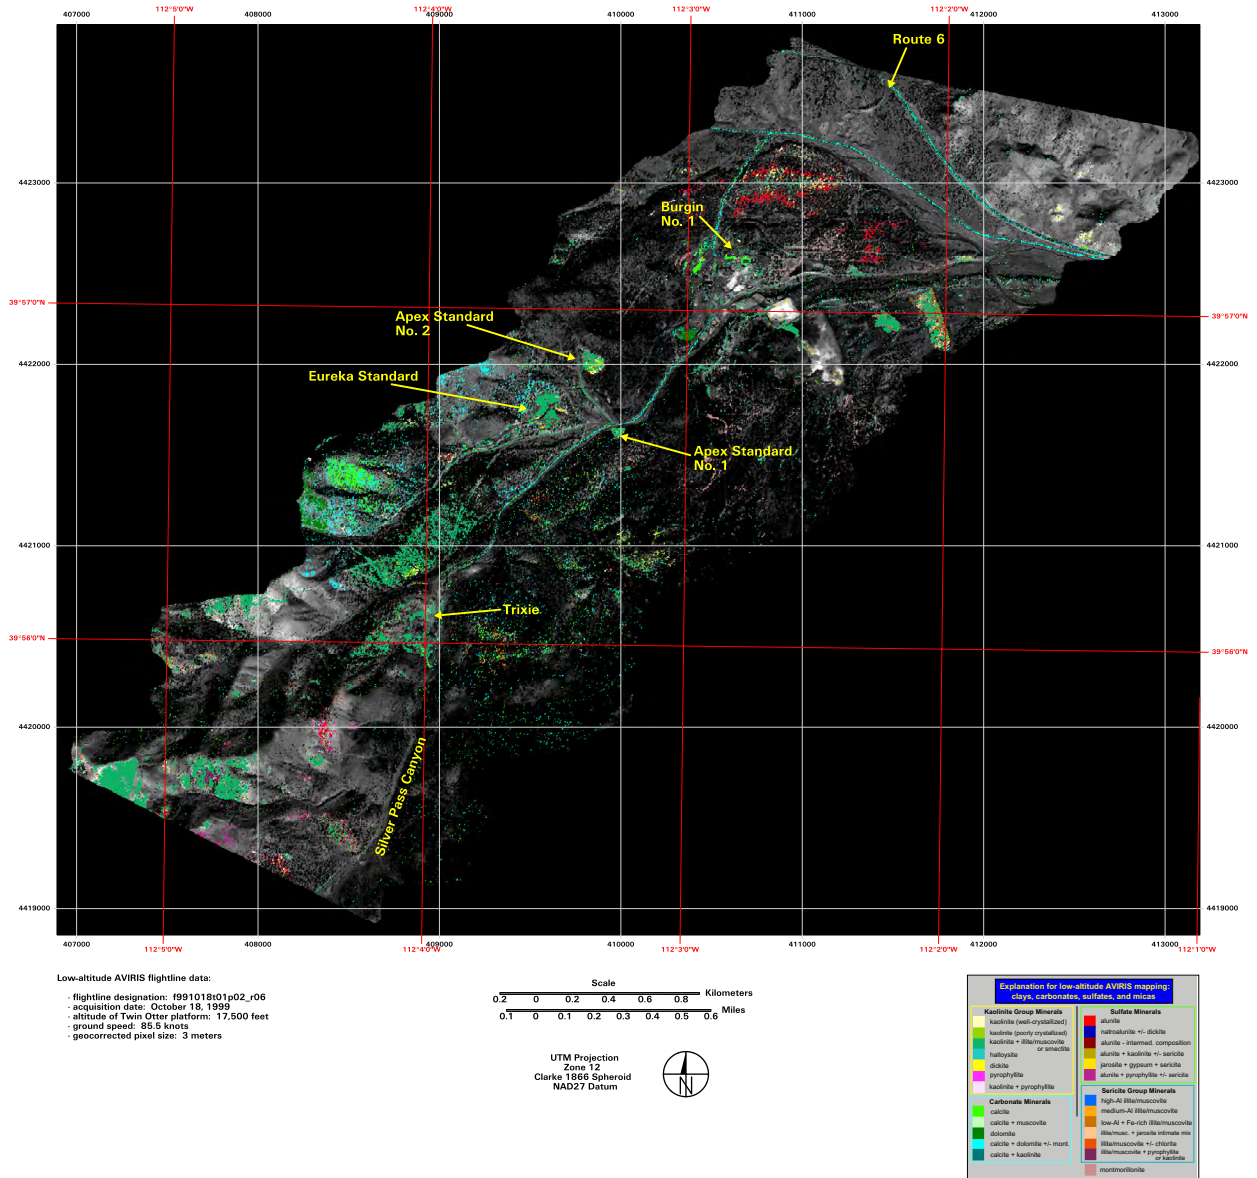 407000 408000 409000 410000 411000 412000 413000
112°5'0"W 112°4'0"W 112°3'0"W 112°2'0"W
Route 6
4423000 4423000
Burgin
No. 1
39°57'0"N 39°57'0"N
Apex Standard
No. 2
4422000 4422000
Eureka Standard
Apex Standard
No. 1
4421000 4421000
Trixie
39°56'0"N 39°56'0"N
4420000 4420000
Silver Pass Canyon
4419000 4419000
407000 408000 409000 410000 411000 412000 413000
112°5'0"W 112°4'0"W 112°3'0"W 112°2'0"W 112°1'0"W
Low-altitude AVIRIS flightline data:
- flightline designation: f991018t01p02_r06
- acquisition date: October 18, 1999
- altitude of Twin Otter platform: 17,500 feet
- ground speed: 85.5 knots
- geocorrected pixel size: 3 meters
Scale
0.2 0 0.2 0.4 0.6 0.8 Kilometers
0.1 0 0.1 0.2 0.3 0.4 0.5 0.6 Miles
UTM Projection
Zone 12
Clarke 1866 Spheroid
NAD27 Datum
N
Explanation for low-altitude AVIRIS mapping:
clays, carbonates, sulfates, and micas
Kaolinite Group Minerals
kaolinite (well-crystallized)
kaolinite (poorly crystallized)
kaolinite + illite/muscovite
or smectite
halloysite
dickite
pyrophyllite
kaolinite + pyrophyllite
Carbonate Minerals
calcite
calcite + muscovite
dolomite
calcite + dolomite +/- mont.
calcite + kaolinite
Sulfate Minerals
alunite
natroalunite +/- dickite
alunite - intermed. composition
alunite + kaolinite +/- sericite
jarosite + gypsum + sericite
alunite + pyrophyllite +/- sericite
Sericite Group Minerals
high-Al illite/muscovite
medium-Al illite/muscovite
low-Al + Fe-rich illite/muscovite
illite/musc. + jarosite intimate mix
illite/muscovite +/- chlorite
illite/muscovite + pyrophyllite
or kaolinite
montmorillonite